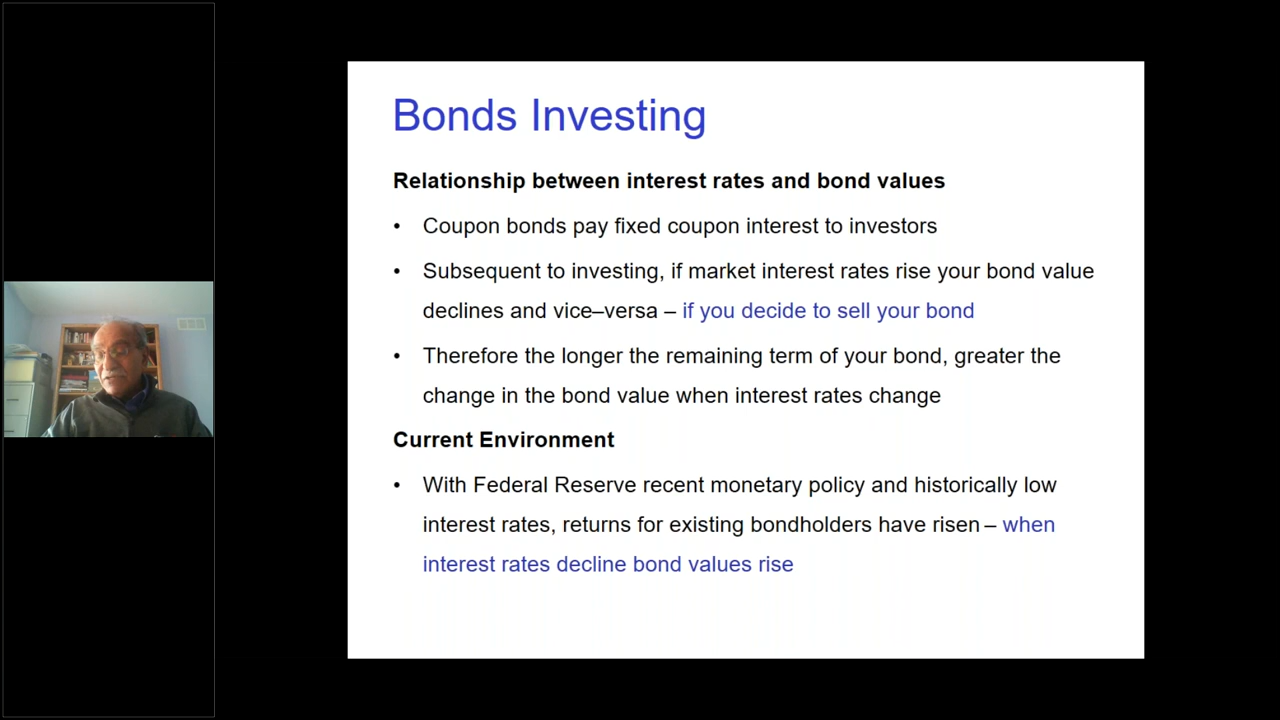 Bonds Investing
Relationship between interest rates and bond values
• Coupon bonds pay fixed coupon interest to investors
• Subsequent to investing, if market interest rates rise your bond value
declines and vice–versa – if you decide to sell your bond
• Therefore the longer the remaining term of your bond, greater the
change in the bond value when interest rates change
Current Environment
• With Federal Reserve recent monetary policy and historically low
interest rates, returns for existing bondholders have risen – when
interest rates decline bond values rise